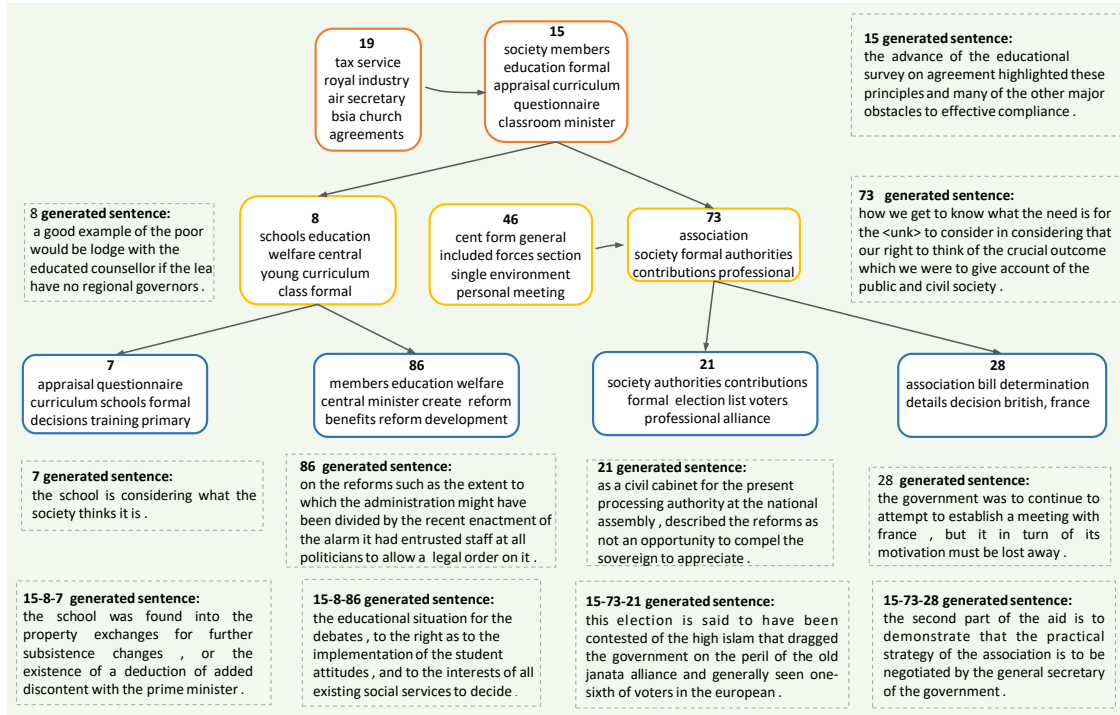 19
tax service
royal industry
air secretary
bsia church
agreements
15
society members
education formal
appraisal curriculum
questionnaire
classroom minister
15 generated sentence:
the advance of the educational
survey on agreement highlighted these
principles and many of the other major
obstacles to effective compliance .
8 generated sentence:
a good example of the poor
would be lodge with the
educated counsellor if the lea
have no regional governors .
8
schools education
welfare central
young curriculum
class formal
46
cent form general
included forces section
single environment
personal meeting
73
association
society formal authorities
contributions professional
73 generated sentence:
how we get to know what the need is for
the <unk> to consider in considering that
our right to think of the crucial outcome
which we were to give account of the
public and civil society .
7
appraisal questionnaire
curriculum schools formal
decisions training primary
86
members education welfare
central minister create reform
benefits reform development
21
society authorities contributions
formal election list voters
professional alliance
28
association bill determination
details decision british, france
7 generated sentence:
the school is considering what the
society thinks it is .
86 generated sentence:
on the reforms such as the extent to
which the administration might have
been divided by the recent enactment of
the alarm it had entrusted staff at all
politicians to allow a legal order on it .
21 generated sentence:
as a civil cabinet for the present
processing authority at the national
assembly , described the reforms as
not an opportunity to compel the
sovereign to appreciate .
28 generated sentence:
the government was to continue to
attempt to establish a meeting with
france , but it in turn of its
motivation must be lost away .
15-8-7 generated sentence:
the school was found into the
property exchanges for further
subsistence changes , or the
existence of a deduction of added
discontent with the prime minister .
15-8-86 generated sentence:
the educational situation for the
debates , to the right as to the
implementation of the student
attitudes , and to the interests of all
existing social services to decide .
15-73-21 generated sentence:
this election is said to have been
contested of the high islam that dragged
the government on the peril of the old
janata alliance and generally seen one-
sixth of voters in the european .
15-73-28 generated sentence:
the second part of the aid is to
demonstrate that the practical
strategy of the association is to be
negotiated by the general secretary
of the government .